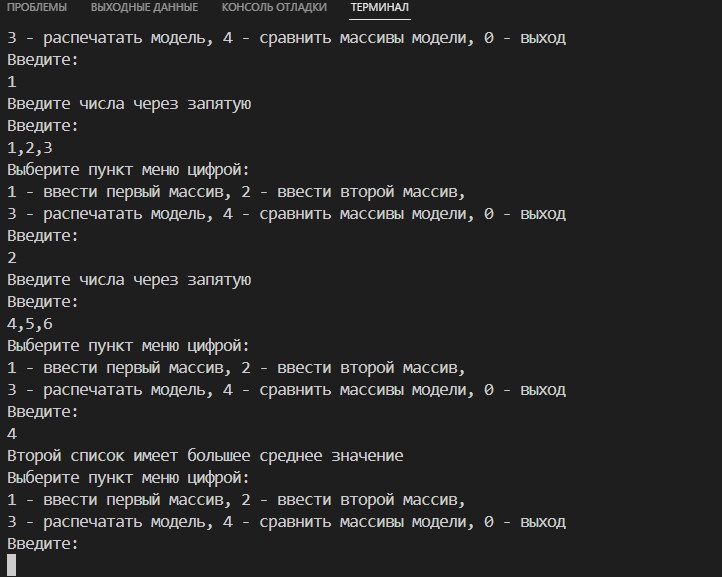 ПРОБЛЕМЫ ВЫХОДНЫЕ ДАННЫЕ КОНСОЛЬ ОТЛАДКИ ТЕРМИНАЛ
3 - распечатать модель, 4 - сравнить массивы модели, 0 - выход
Введите:
1
Введите числа через запятую
Введите:
1,2,3
Выберите пункт меню цифрой:
1 - ввести первый массив, 2 - ввести второй массив,
3 - распечатать модель, 4 - сравнить массивы модели, 0 - выход
Введите:
2
Введите числа через запятую
Введите:
4,5,6
Выберите пункт меню цифрой:
1 - ввести первый массив, 2 - ввести второй массив,
3 - распечатать модель, 4 - сравнить массивы модели, 0 - выход
Введите:
4
Второй список имеет большее среднее значение
Выберите пункт меню цифрой:
1 - ввести первый массив, 2 - ввести второй массив,
3 - распечатать модель, 4 - сравнить массивы модели, 0 - выход
Введите: